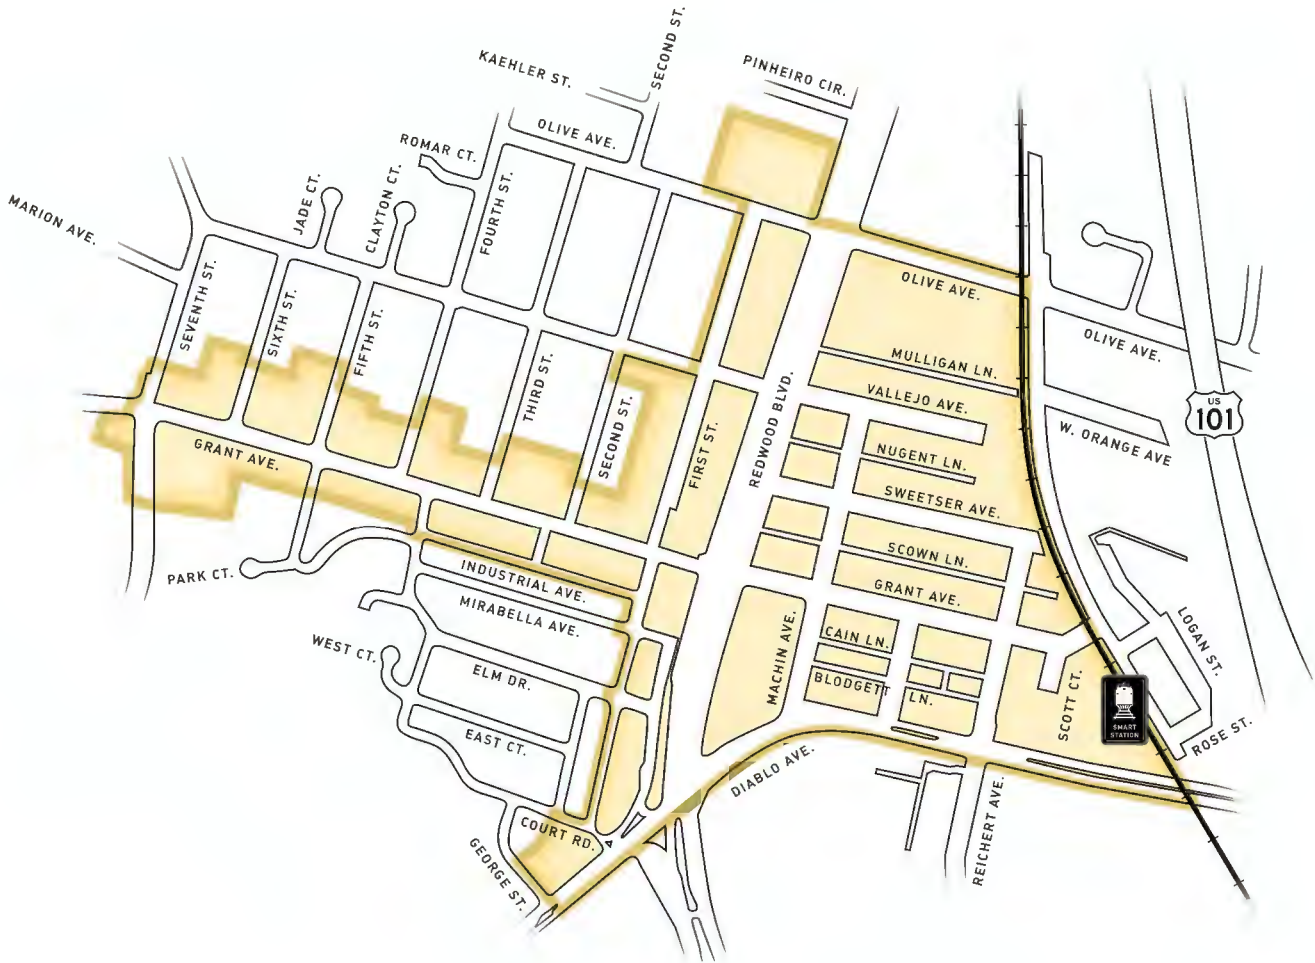 SECOND ST.
KAEHLER ST.
PINHEIRO CIR.
OLIVE AVE.
ROMAR CT.
JADE CT.
CLAYTON CT.
FOURTH ST.
MARION AVE.
SEVENTH ST.
SIXTH ST.
FIFTH ST.
THIRD ST.
SECOND ST.
FIRST ST.
REDWOOD BLVD.
OLIVE AVE.
OLIVE AVE.
MULLIGAN LN.
VALLEJO AVE.
US
101
W. ORANGE AVE
NUGENT LN.
SWEETSER AVE.
GRANT AVE.
SCOWN LN.
GRANT AVE.
PARK CT.
INDUSTRIAL AVE.
MIRABELLA AVE.
WEST CT.
ELM DR.
EAST CT.
MACHIN AVE.
CAIN LN.
BLODGETT LN.
SCOTT CT.
LOGAN ST.
ROSE ST.
SMART
STATION
DIABLO AVE.
COURT RD.
GEORGE ST.
REICHERT AVE.